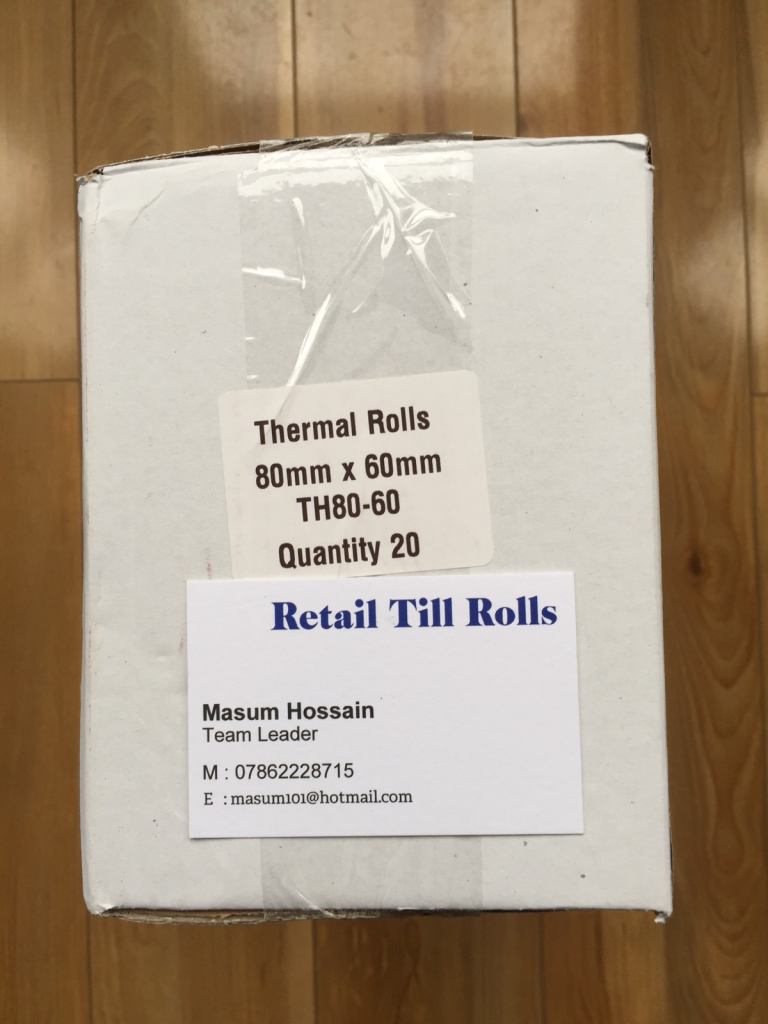 Thermal Rolls
80mm x 60mm
TH80-60
Quantity 20
Retail Till Rolls
Masum Hossain
Team Leader
M : 07862228715
E : masum101@hotmail.com